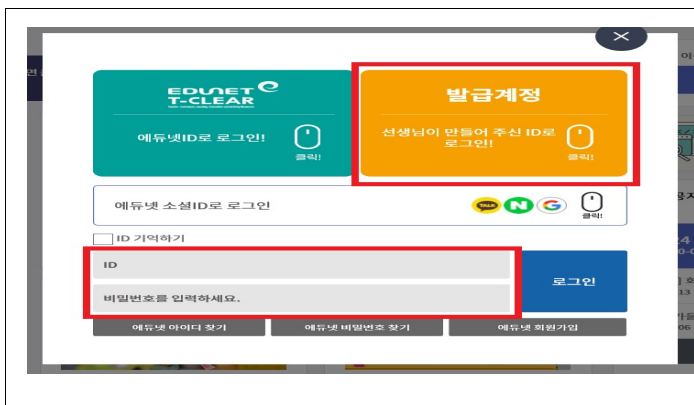 EDUNET
T-CLEAR
에듀넷ID로 로그인!
클릭!
발급계정
선생님이 만들어 주신 ID로
로그인!
클릭!
에듀넷 소셜ID로 로그인
TALK
N
G
클릭!
ID 기억하기
ID
비밀번호를 입력하세요.
로그인
에듀넷 아이디 찾기
에듀넷 비밀번호 찾기
에듀넷 회원가입